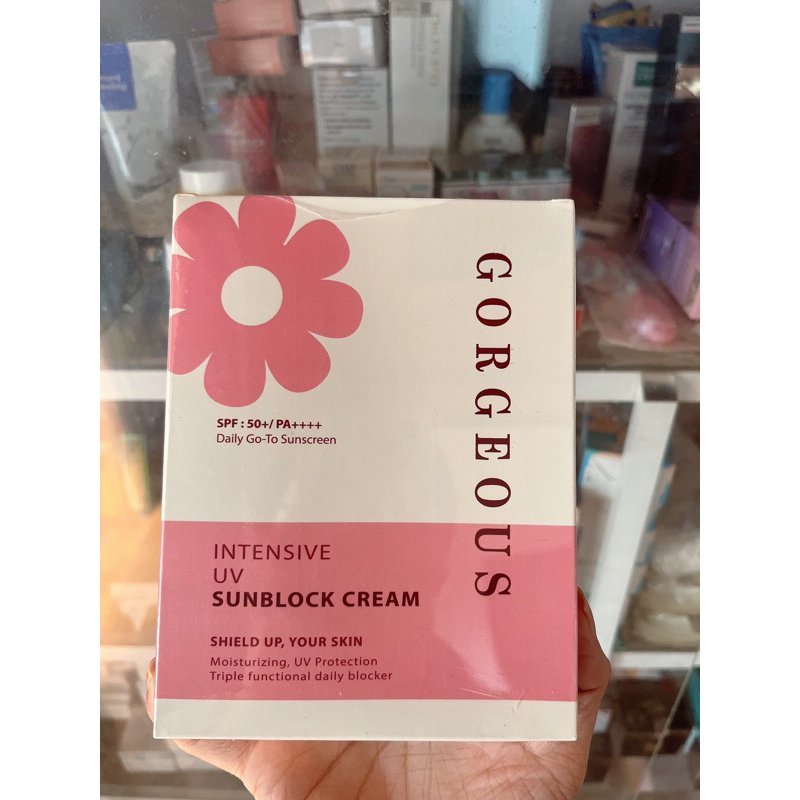 GORGEOUS
SPF : 50+/ PA++++
Daily Go-To Sunscreen
INTENSIVE
UV
SUNBLOCK CREAM
SHIELD UP, YOUR SKIN
Moisturizing, UV Protection
Triple functional daily blocker